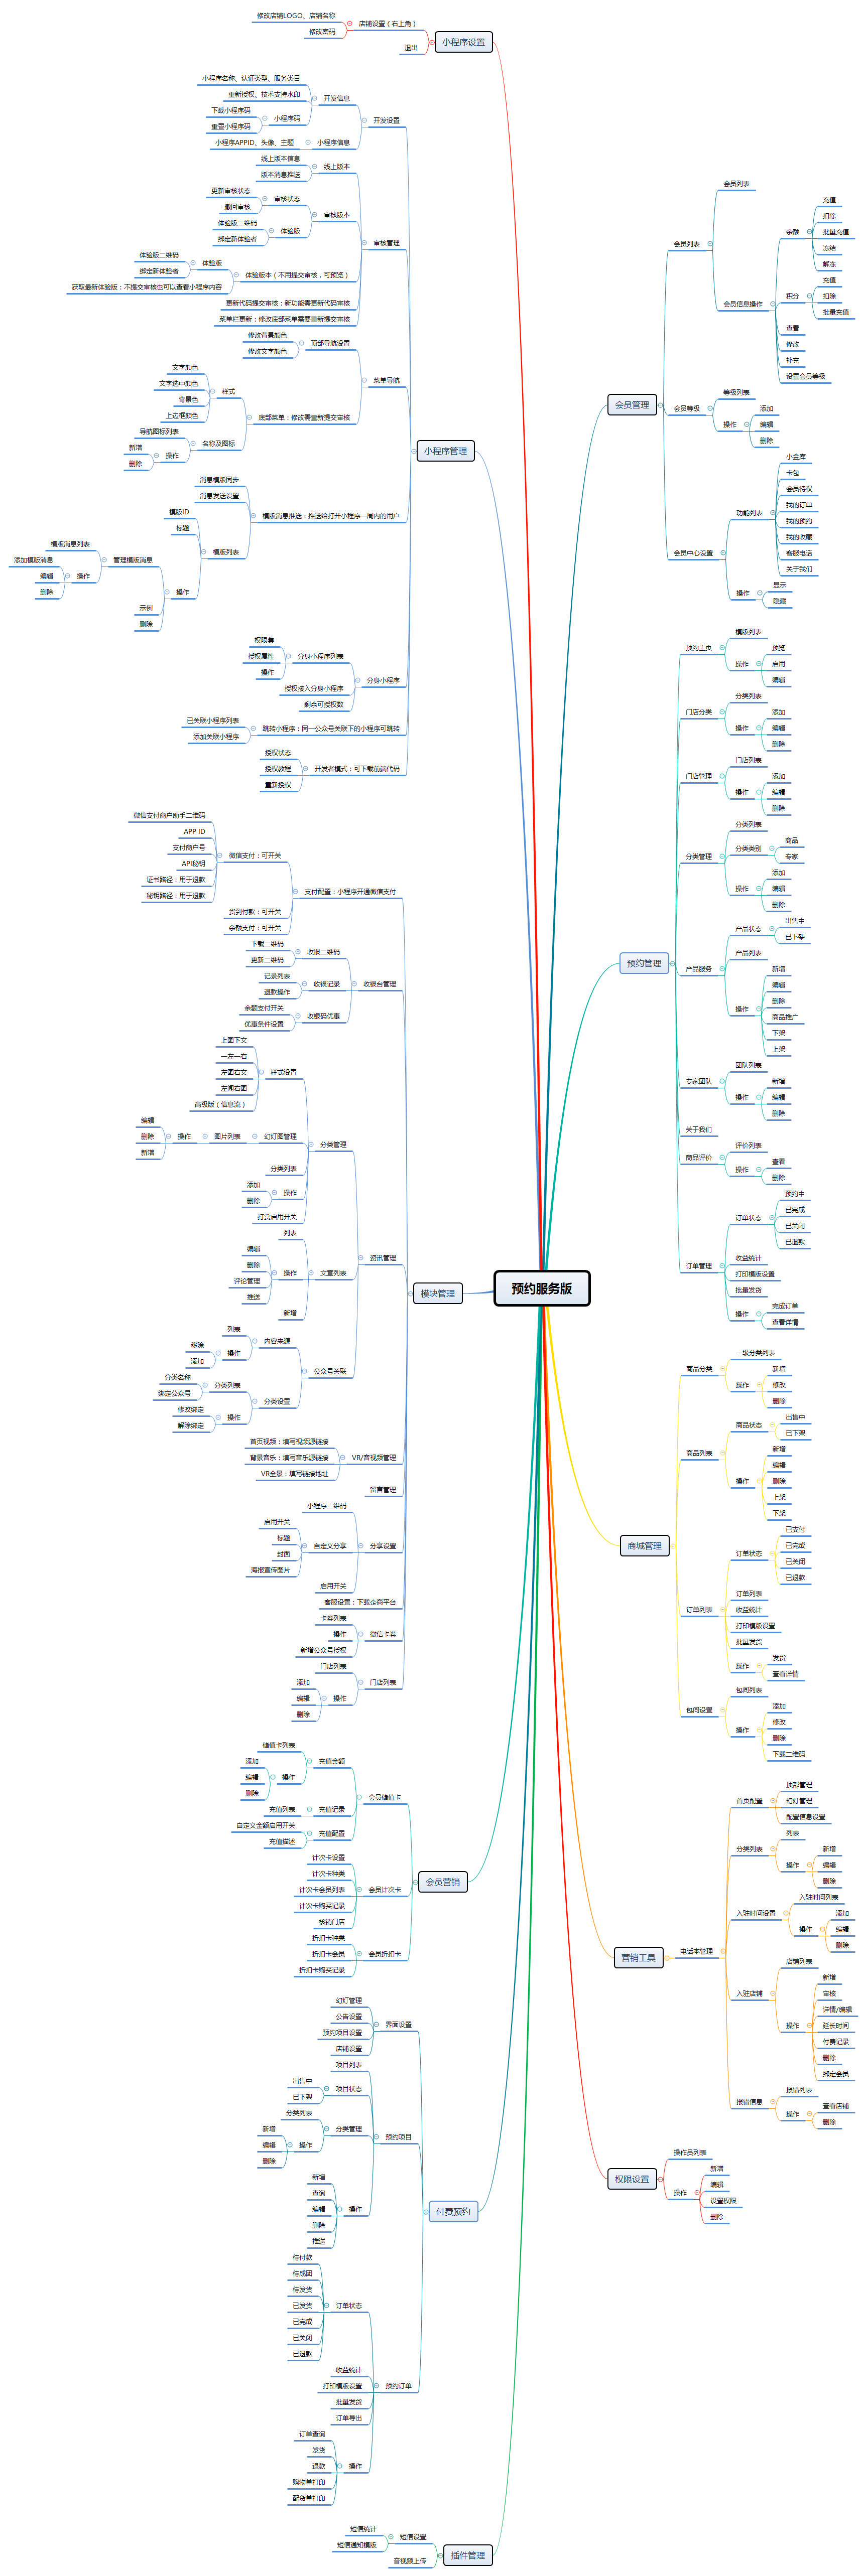 预约服务版
小程序设置
店铺设置（右上角）
修改店铺LOGO、店铺名称
修改密码
退出
小程序管理
开发设置
开发信息
小程序名称、认证类型、服务类目
重新授权、技术支持水印
小程序码
下载小程序码
重置小程序码
小程序信息
小程序APPID、头像、主题
审核管理
线上版本
线上版本信息
版本消息推送
审核版本
审核状态
更新审核状态
撤回审核
体验版
体验版二维码
绑定新体验者
体验版本（不用提交审核，可预览）
体验版
体验版二维码
绑定新体验者
获取最新体验版：不提交审核也可以查看小程序内容
更新代码提交审核：新功能需更新代码审核
菜单栏更新：修改底部菜单需要重新提交审核
菜单导航
顶部导航设置
修改背景颜色
修改文字颜色
底部菜单：修改需重新提交审核
样式
文字颜色
文字选中颜色
背景色
上边框颜色
名称及图标
导航图标列表
操作
新增
删除
模版消息推送：推送给打开小程序一周内的用户
消息模版同步
消息发送设置
模版列表
模版ID
标题
操作
管理模版消息
模版消息列表
操作
添加模版消息
编辑
删除
示例
删除
分身小程序
分身小程序列表
权限集
授权属性
操作
授权接入分身小程序
剩余可授权数
跳转小程序：同一公众号关联下的小程序可跳转
已关联小程序列表
添加关联小程序
开发者模式：可下载前端代码
授权状态
授权教程
重新授权
模块管理
支付配置：小程序开通微信支付
微信支付：可开关
微信支付商户助手二维码
APP ID
支付商户号
API秘钥
证书路径：用于退款
秘钥路径：用于退款
货到付款：可开关
余额支付：可开关
收银台管理
收银二维码
下载二维码
更新二维码
收银记录
记录列表
退款操作
收银码优惠
余额支付开关
优惠条件设置
资讯管理
分类管理
样式设置
上图下文
一左一右
左图右文
左闻右图
高级版（信息流）
幻灯面管理
图片列表
操作
编辑
删除
新增
分类列表
操作
添加
删除
打赏启用开关
文章列表
列表
操作
编辑
删除
评论管理
推送
新增
公众号关联
内容来源
列表
操作
移除
添加
分类设置
分类列表
分类名称
绑定公众号
操作
修改绑定
解除绑定
VR/音视频管理
首页视频：填写视频源链接
背景音乐：填写音乐源链接
VR全景：填写链接地址
留言管理
分享设置
小程序二维码
自定义分享
启用开关
标题
封面
海报宣传图片
启用开关
客服设置：下载企商平台
微信卡券
卡券列表
操作
新增公众号授权
门店列表
门店列表
操作
添加
编辑
删除
会员营销
会员储值卡
充值金额
储值卡列表
操作
添加
编辑
删除
充值记录
充值列表
充值配置
自定义金额启用开关
充值描述
会员计次卡
计次卡设置
计次卡种类
计次卡会员列表
计次卡购买记录
核销门店
会员折扣卡
折扣卡种类
折扣卡会员
折扣卡购买记录
付费预约
界面设置
幻灯管理
公告设置
预约项目设置
店铺设置
预约项目
项目列表
项目状态
出售中
已下架
分类管理
分类列表
操作
新增
编辑
删除
操作
新增
查询
编辑
删除
推送
预约订单
订单状态
待付款
待成团
待发货
已发货
已完成
已关闭
已退款
收益统计
打印模版设置
批量发货
订单导出
操作
订单查询
发货
退款
购物单打印
配货单打印
插件管理
短信设置
短信统计
短信通知模版
音视频上传
会员管理
会员列表
会员列表
会员信息操作
余额
充值
扣除
批量充值
冻结
解冻
积分
充值
扣除
批量充值
查看
修改
补充
设置会员等级
会员等级
等级列表
操作
添加
编辑
删除
会员中心设置
功能列表
小金库
卡包
会员特权
我的订单
我的预约
我的收藏
客服电话
关于我们
操作
显示
隐藏
预约管理
预约主页
模版列表
操作
预览
启用
编辑
门店分类
分类列表
操作
添加
编辑
删除
门店管理
门店列表
操作
添加
编辑
删除
分类管理
分类列表
分类类别
商品
专家
操作
添加
编辑
删除
产品服务
产品状态
出售中
已下架
产品列表
操作
新增
编辑
删除
商品推广
下架
上架
专家团队
团队列表
操作
新增
编辑
删除
关于我们
商品评价
评价列表
操作
查看
删除
订单管理
订单状态
预约中
已完成
已关闭
已退款
收益统计
打印模版设置
批量发货
操作
完成订单
查看详情
商城管理
商品分类
一级分类列表
操作
新增
修改
删除
商品列表
商品状态
出售中
已下架
操作
新增
编辑
删除
上架
下架
订单列表
订单状态
已支付
已完成
已关闭
已退款
订单列表
收益统计
打印模版设置
批量发货
操作
发货
查看详情
包间设置
包间列表
操作
添加
修改
删除
下载二维码
营销工具
电话本管理
首页配置
顶部管理
幻灯管理
配置信息设置
分类列表
列表
操作
新增
编辑
删除
入驻时间设置
入驻时间列表
操作
添加
编辑
删除
入驻店铺
店铺列表
操作
新增
审核
详情/编辑
延长时间
付费记录
删除
绑定会员
报错信息
报错列表
操作
查看店铺
删除
权限设置
操作员列表
操作
新增
编辑
设置权限
删除